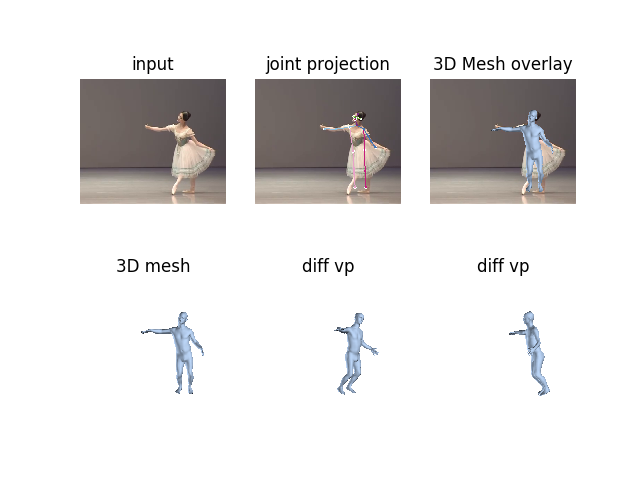 input
joint projection
3D Mesh overlay
3D mesh
diff vp
diff vp